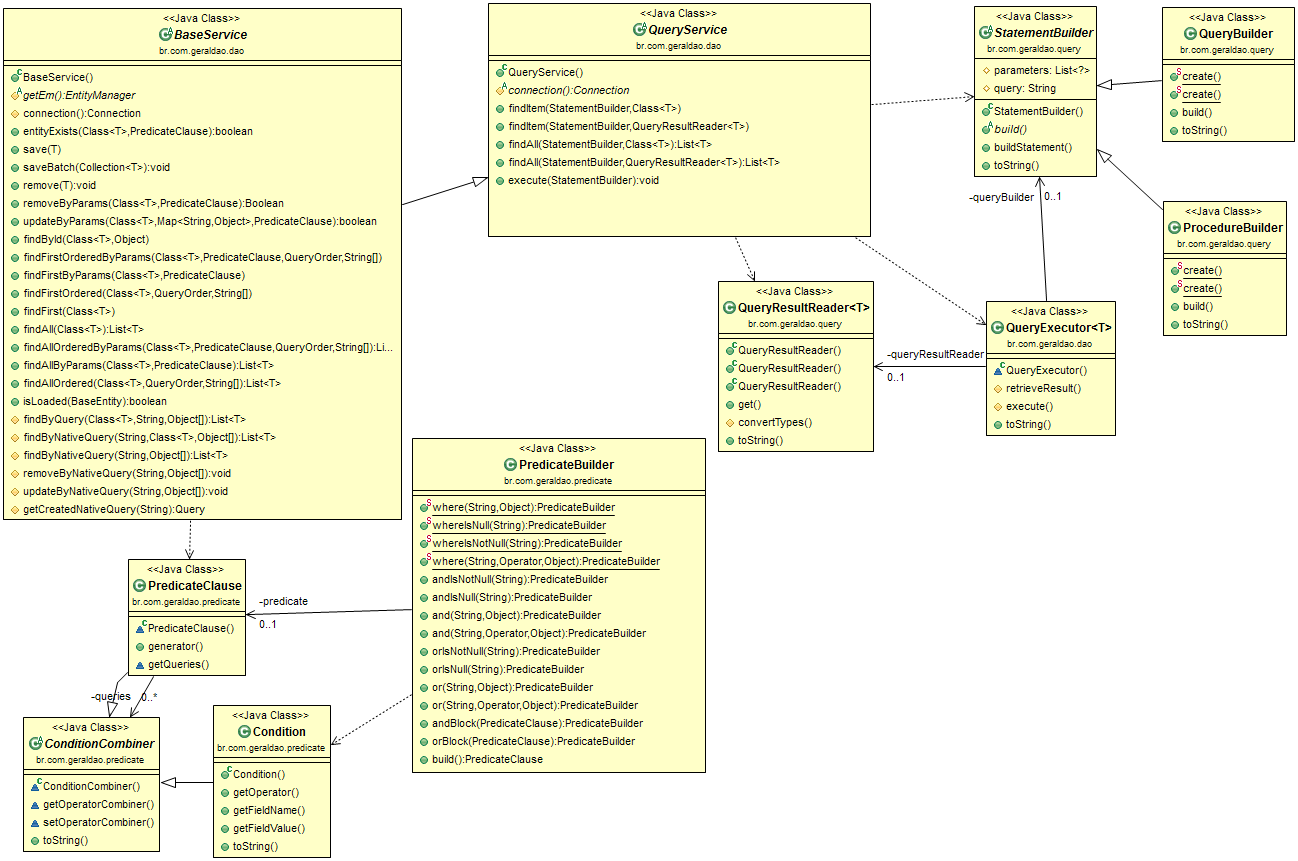 <<Java Class>>
BaseService
br.com.geraldao.dao
BaseService()
getEm():EntityManager
connection():Connection
entityExists(Class<T>,PredicateClause):boolean
save(T)
saveBatch(Collection<T>):void
remove(T):void
removeByParams(Class<T>,PredicateClause):Boolean
updateByParams(Class<T>,Map<String,Object>,PredicateClause):boolean
findById(Class<T>,Object)
findFirstOrderedByParams(Class<T>,PredicateClause,QueryOrder,String[])
findFirstByParams(Class<T>,PredicateClause)
findFirstOrdered(Class<T>,QueryOrder,String[])
findFirst(Class<T>)
findAll(Class<T>):List<T>
findAllOrderedByParams(Class<T>,PredicateClause,QueryOrder,String[]):Li...
findAllByParams(Class<T>,PredicateClause):List<T>
findAllOrdered(Class<T>,QueryOrder,String[]):List<T>
isLoaded(BaseEntity):boolean
findByQuery(Class<T>,String,Object[]):List<T>
findByNativeQuery(String,Class<T>,Object[]):List<T>
findByNativeQuery(String,Object[]):List<T>
removeByNativeQuery(String,Object[]):void
updateByNativeQuery(String,Object[]):void
getCreatedNativeQuery(String):Query
<<Java Class>>
QueryService
br.com.geraldao.dao
QueryService()
connection():Connection
findItem(StatementBuilder,Class<T>)
findItem(StatementBuilder,QueryResultReader<T>)
findAll(StatementBuilder,Class<T>):List<T>
findAll(StatementBuilder,QueryResultReader<T>):List<T>
execute(StatementBuilder):void
<<Java Class>>
StatementBuilder
br.com.geraldao.query
parameters: List<?>
query: String
StatementBuilder()
build()
buildStatement()
toString()
<<Java Class>>
QueryBuilder
br.com.geraldao.query
create()
create()
build()
toString()
<<Java Class>>
ProcedureBuilder
br.com.geraldao.query
create()
create()
build()
toString()
-queryBuilder
0..1
<<Java Class>>
QueryResultReader<T>
br.com.geraldao.query
QueryResultReader()
QueryResultReader()
QueryResultReader()
get()
convertTypes()
toString()
-queryResultReader
0..1
<<Java Class>>
QueryExecutor<T>
br.com.geraldao.dao
QueryExecutor()
retrieveResult()
execute()
toString()
<<Java Class>>
PredicateBuilder
br.com.geraldao.predicate
where(String,Object):PredicateBuilder
whereIsNull(String):PredicateBuilder
whereIsNotNull(String):PredicateBuilder
where(String,Operator,Object):PredicateBuilder
andIsNotNull(String):PredicateBuilder
andIsNull(String):PredicateBuilder
and(String,Object):PredicateBuilder
and(String,Operator,Object):PredicateBuilder
orIsNotNull(String):PredicateBuilder
orIsNull(String):PredicateBuilder
or(String,Object):PredicateBuilder
or(String,Operator,Object):PredicateBuilder
andBlock(PredicateClause):PredicateBuilder
orBlock(PredicateClause):PredicateBuilder
build():PredicateClause
<<Java Class>>
PredicateClause
br.com.geraldao.predicate
PredicateClause()
generator()
getQueries()
-predicate
0..1
-queries
0..*
<<Java Class>>
ConditionCombiner
br.com.geraldao.predicate
ConditionCombiner()
getOperatorCombiner()
setOperatorCombiner()
toString()
<<Java Class>>
Condition
br.com.geraldao.predicate
Condition()
getOperator()
getFieldName()
getFieldValue()
toString()